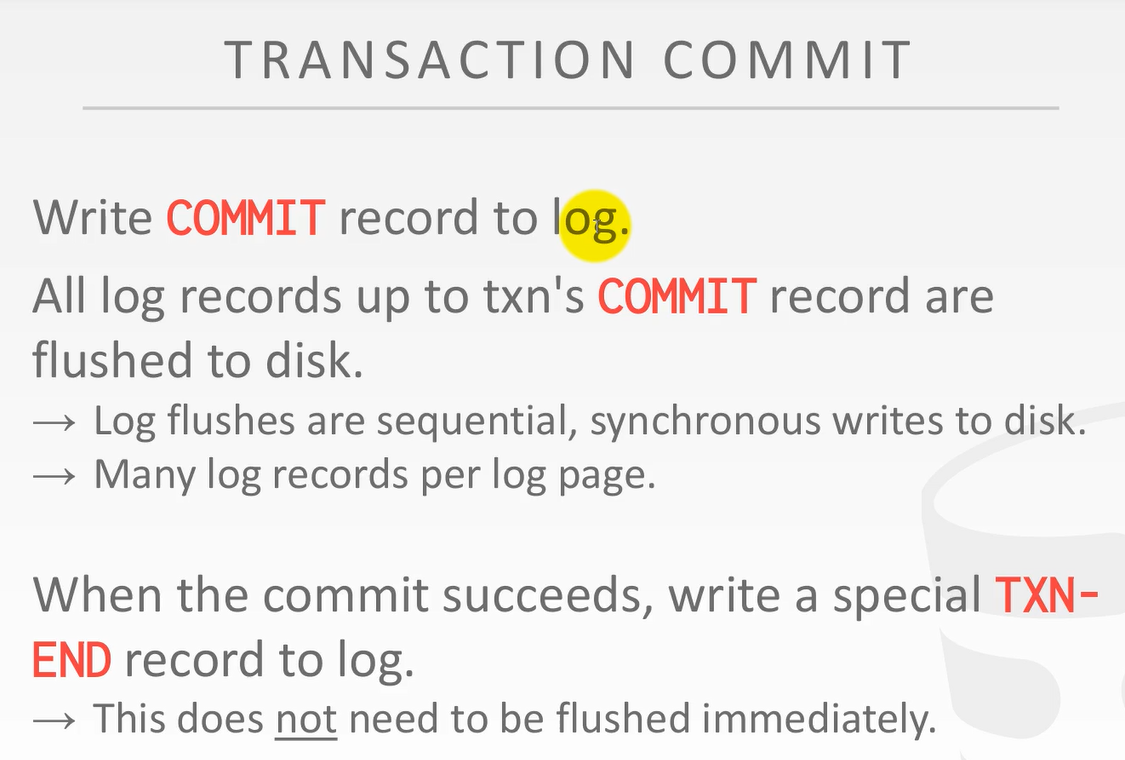 TRANSACTION COMMIT
Write COMMIT record to log.
All log records up to txn's COMMIT record are
flushed to disk.
→ Log flushes are sequential, synchronous writes to disk.
→ Many log records per log page.
When the commit succeeds, write a special TXN-
END record to log.
→ This does not need to be flushed immediately.